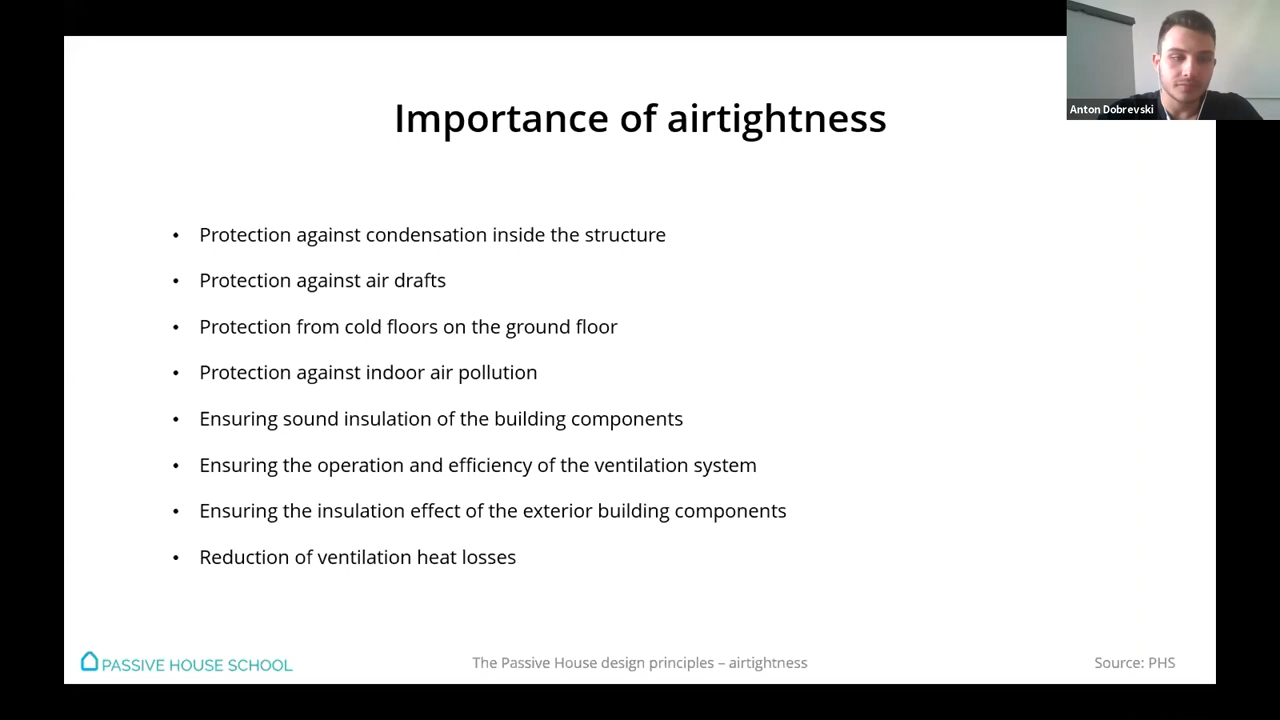 Importance of airtightness
Anton Dobrevski
• Protection against condensation inside the structure
• Protection against air drafts
• Protection from cold floors on the ground floor
• Protection against indoor air pollution
• Ensuring sound insulation of the building components
• Ensuring the operation and efficiency of the ventilation system
• Ensuring the insulation effect of the exterior building components
• Reduction of ventilation heat losses
PASSIVE HOUSE SCHOOL
The Passive House design principles – airtightness
Source: PHS